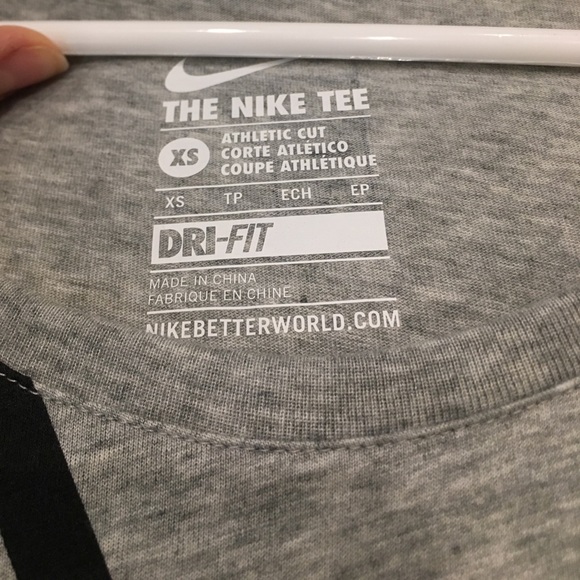 THE NIKE TEE
XS
ATHLETIC CUT
CORTE ATLÉTICO
COUPE ATHLÉTIQUE
XS TP ECH EP
DRI-FIT
MADE IN CHINA
FABRIQUE EN CHINE
NIKEBETTERWORLD.COM